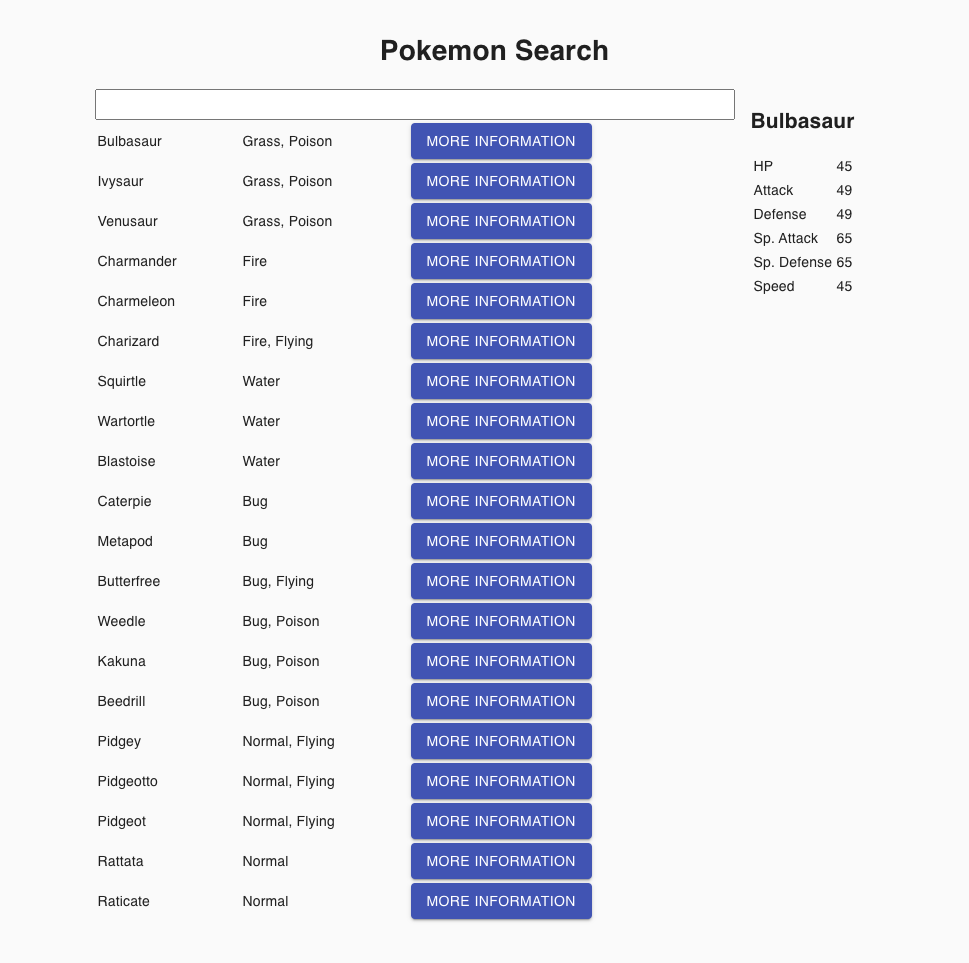 Pokemon Search
Bulbasaur Grass, Poison MORE INFORMATION
Ivysaur Grass, Poison MORE INFORMATION
Venusaur Grass, Poison MORE INFORMATION
Charmander Fire MORE INFORMATION
Charmeleon Fire MORE INFORMATION
Charizard Fire, Flying MORE INFORMATION
Squirtle Water MORE INFORMATION
Wartortle Water MORE INFORMATION
Blastoise Water MORE INFORMATION
Caterpie Bug MORE INFORMATION
Metapod Bug MORE INFORMATION
Butterfree Bug, Flying MORE INFORMATION
Weedle Bug, Poison MORE INFORMATION
Kakuna Bug, Poison MORE INFORMATION
Beedrill Bug, Poison MORE INFORMATION
Pidgey Normal, Flying MORE INFORMATION
Pidgeotto Normal, Flying MORE INFORMATION
Pidgeot Normal, Flying MORE INFORMATION
Rattata Normal MORE INFORMATION
Raticate Normal MORE INFORMATION
Bulbasaur
HP 45
Attack 49
Defense 49
Sp. Attack 65
Sp. Defense 65
Speed 45